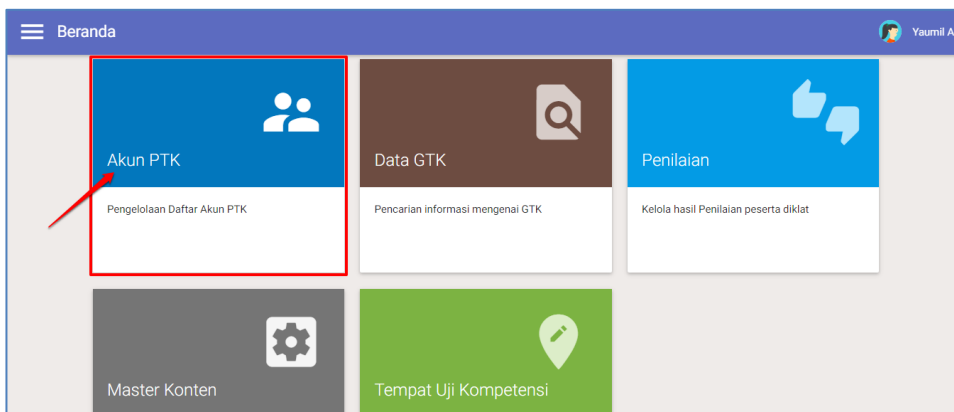 Beranda
Yaumil A
Akun PTK
Data GTK
Penilaian
Pengelolaan Daftar Akun PTK
Pencarian informasi mengenai GTK
Kelola hasil Penilaian peserta diklat
Master Konten
Tempat Uji Kompetensi